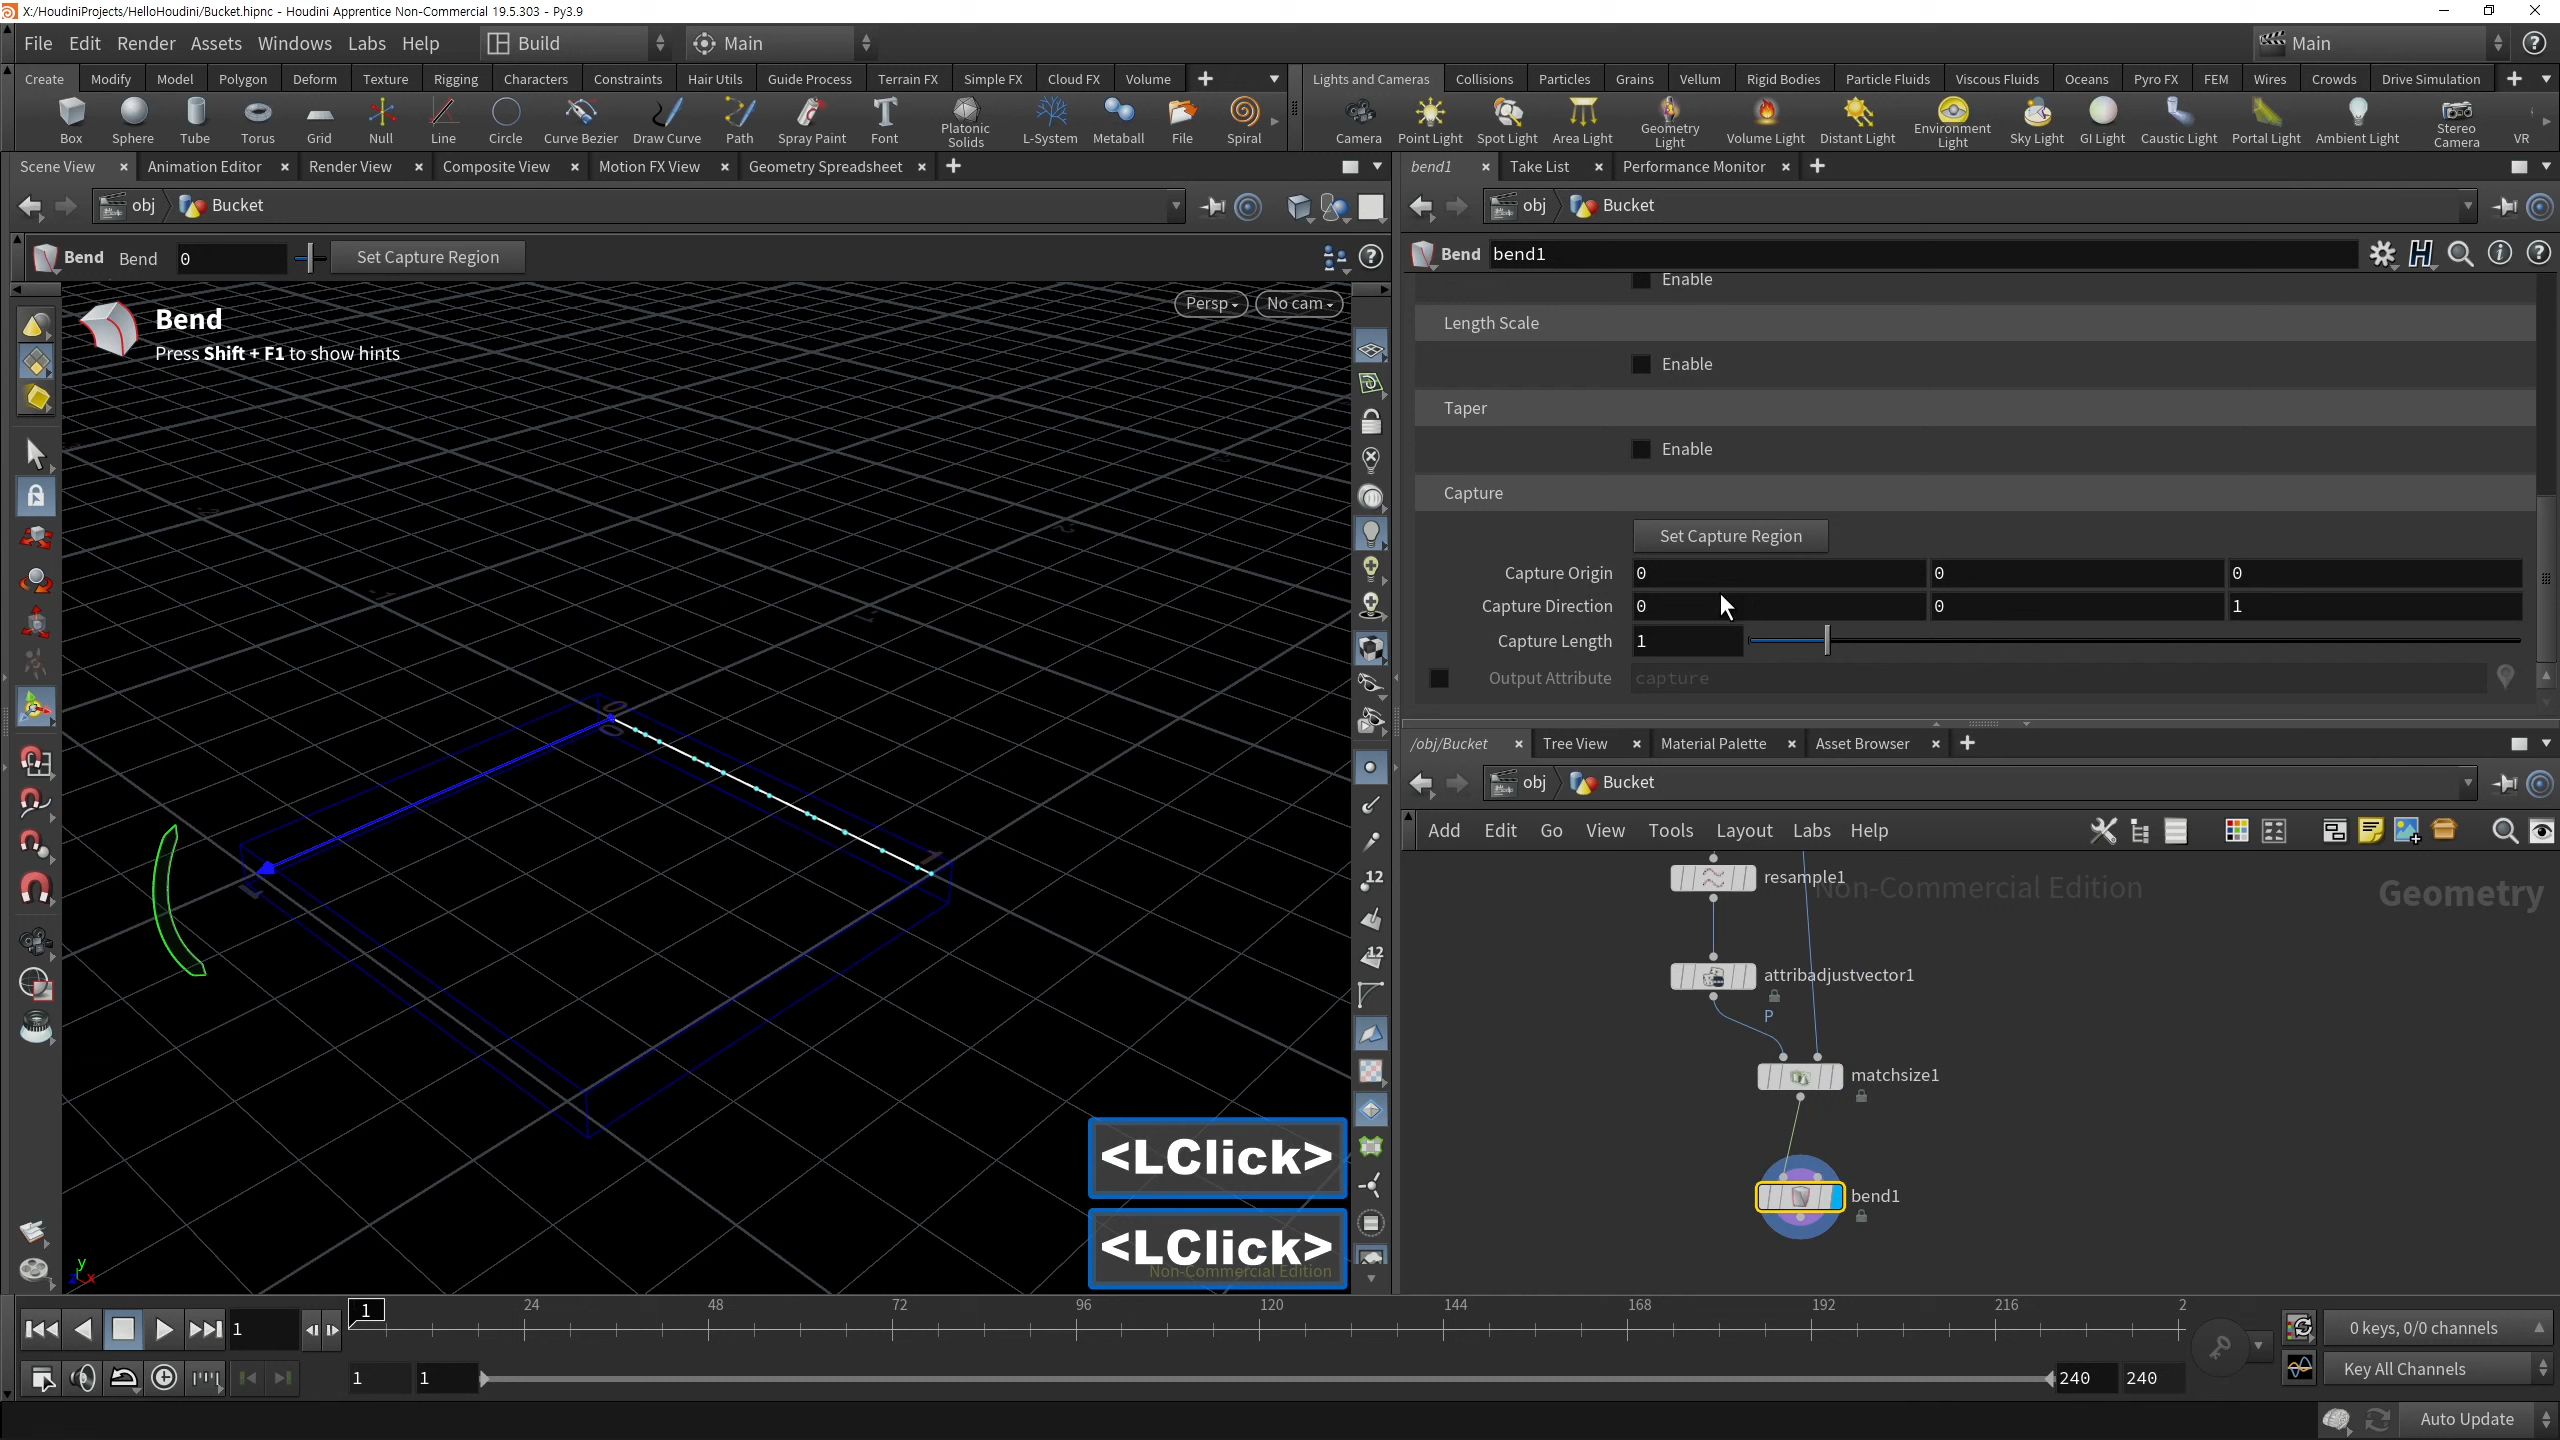 X:/HoudiniProjects/HelloHoudini/Bucket.hipnc - Houdini Apprentice Non-Commercial 19.5.303 - Py3.9
File Edit Render Assets Windows Labs Help Build Main Main
Create Modify Model Polygon Deform Texture Rigging Characters Constraints Hair Utils Guide Process Terrain FX Simple FX Cloud FX Volume
Lights and Cameras Collisions Particles Grains Vellum Rigid Bodies Particle Fluids Viscous Fluids Oceans Pyro FX FEM Wires Crowds Drive Simulation
Box Sphere Tube Torus Grid Null Line Circle Curve Bezier Draw Curve Path Spray Paint Font Platonic Solids L-System Metaball File Spiral
Camera Point Light Spot Light Area Light Geometry Light Volume Light Distant Light Environment Light Sky Light GI Light Caustic Light Portal Light Ambient Light Stereo Camera VR
Scene View Animation Editor Render View Composite View Motion FX View Geometry Spreadsheet
obj Bucket
Bend Bend 0 Set Capture Region
Bend
Press Shift + F1 to show hints
Persp No cam
0
0
1
1
y
z x
<LClick>
<LClick>
Non-Commercial Edition
bend1 Take List Performance Monitor
obj Bucket
Bend bend1
Enable
Length Scale
Enable
Taper
Enable
Capture
Set Capture Region
Capture Origin 0 0 0
Capture Direction 0 0 1
Capture Length 1
Output Attribute capture
/obj/Bucket Tree View Material Palette Asset Browser
obj Bucket
Add Edit Go View Tools Layout Labs Help
resample1
Non-Commercial Edition
Geometry
attribadjustvector1
P
matchsize1
bend1
12
12
1 1 24 48 72 96 120 144 168 192 216 2
0 keys, 0/0 channels
1 1 240 240 Key All Channels
Auto Update